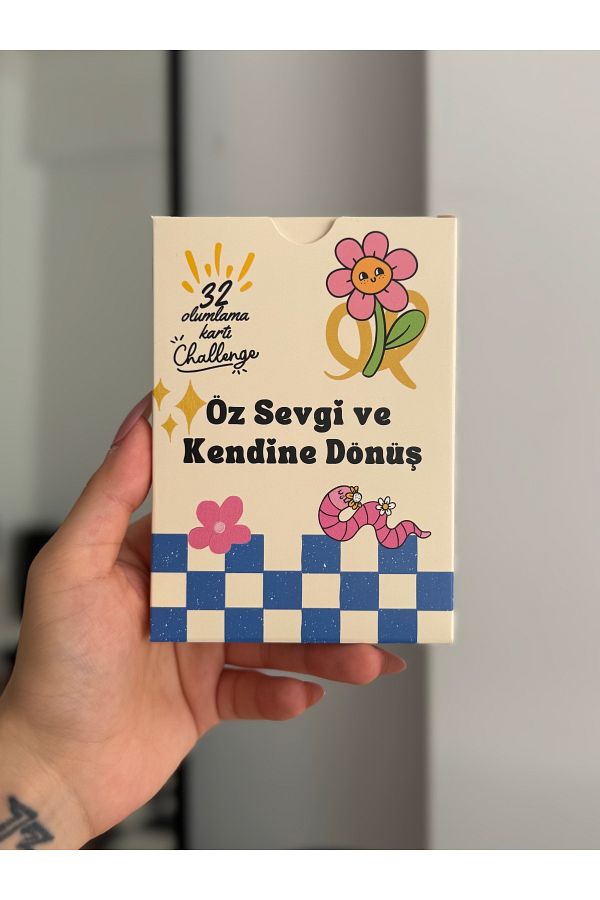 32
olumlama
kartı
Challenge
Öz Sevgi ve
Kendine Dönüş